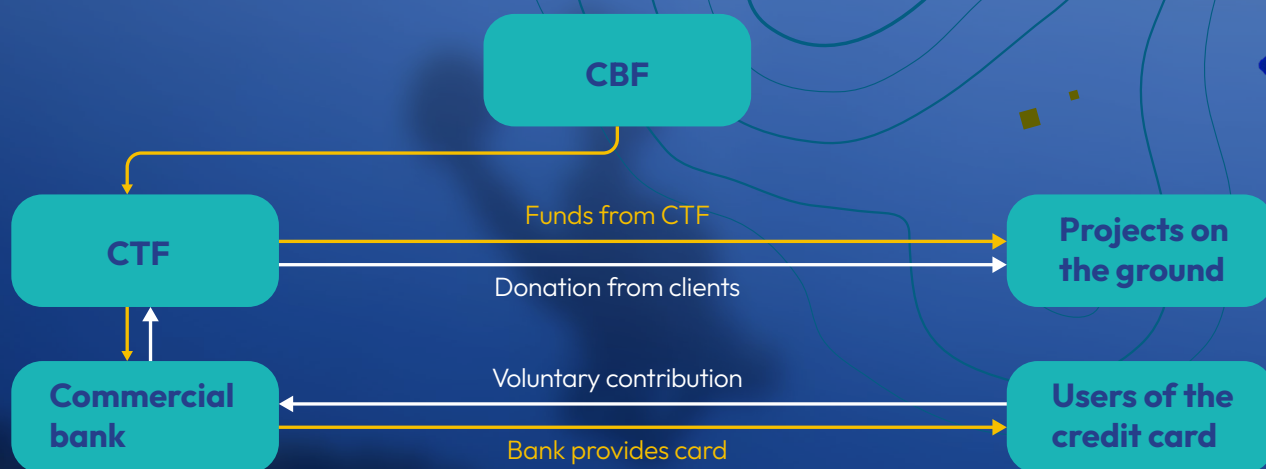 CBF
Funds from CTF
CTF
Projects on
the ground
Donation from clients
Voluntary contribution
Commercial
bank
Users of the
credit card
Bank provides card